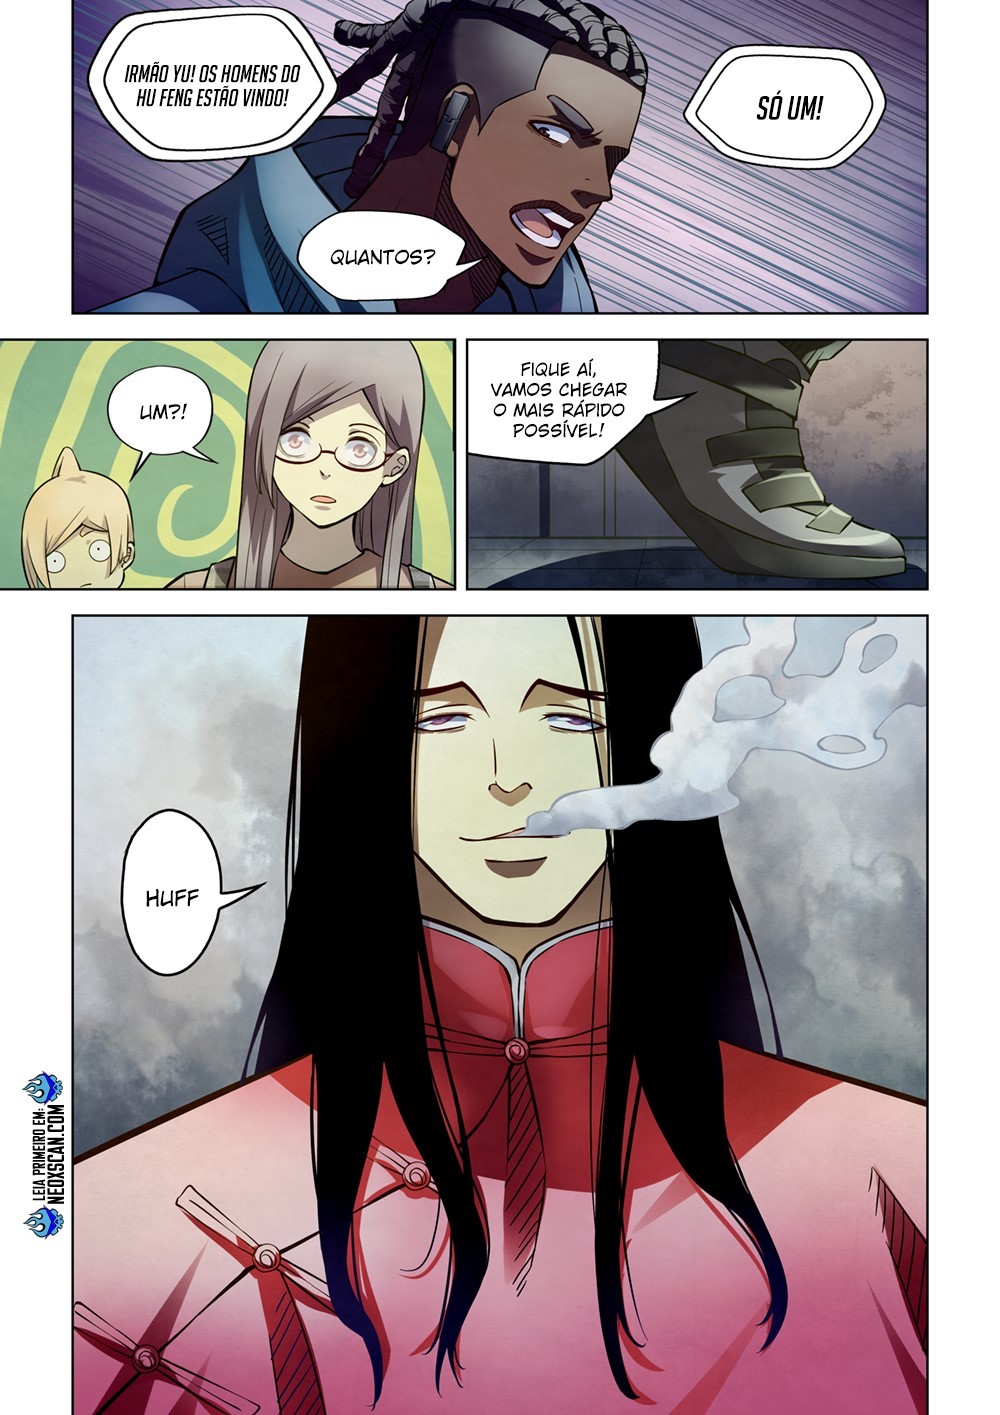 IRMÃO YU! OS HOMENS DO
HU FENG ESTÃO VINDO!
SÓ UM!
QUANTOS?
UM?!
FIQUE AÍ,
VAMOS CHEGAR
O MAIS RÁPIDO
POSSÍVEL!
HUFF
LEIA PRIMEIRO EM:
NEOXSCAN.COM